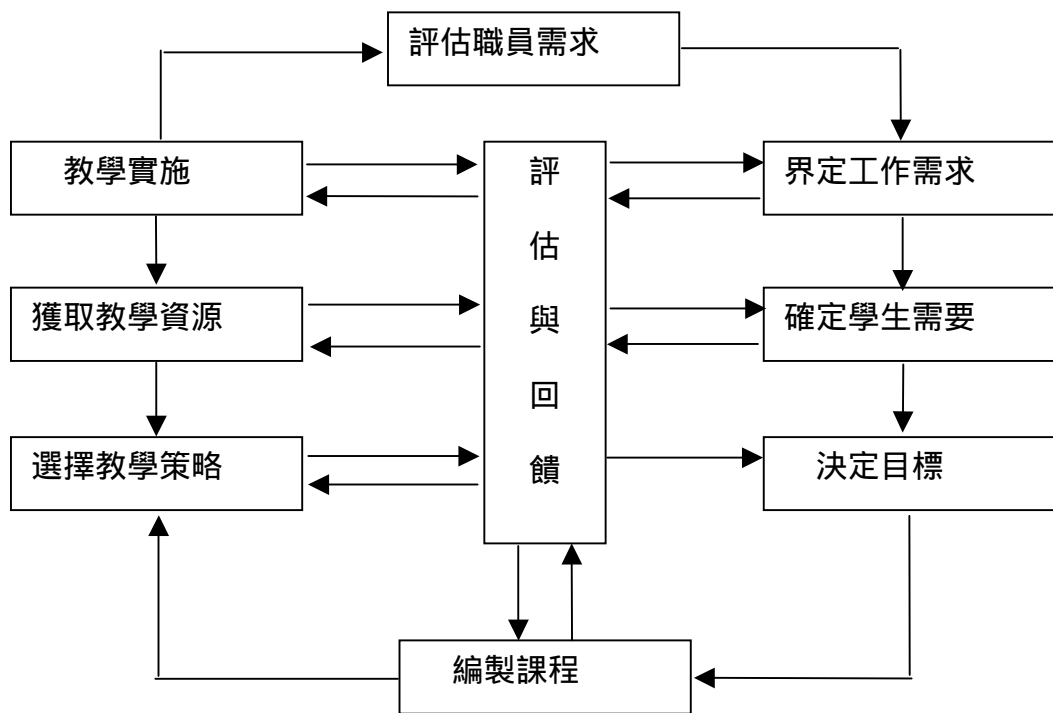 評估職員需求
教學實施
評估與回饋
界定工作需求
獲取教學資源
確定學生需要
選擇教學策略
決定目標
編製課程